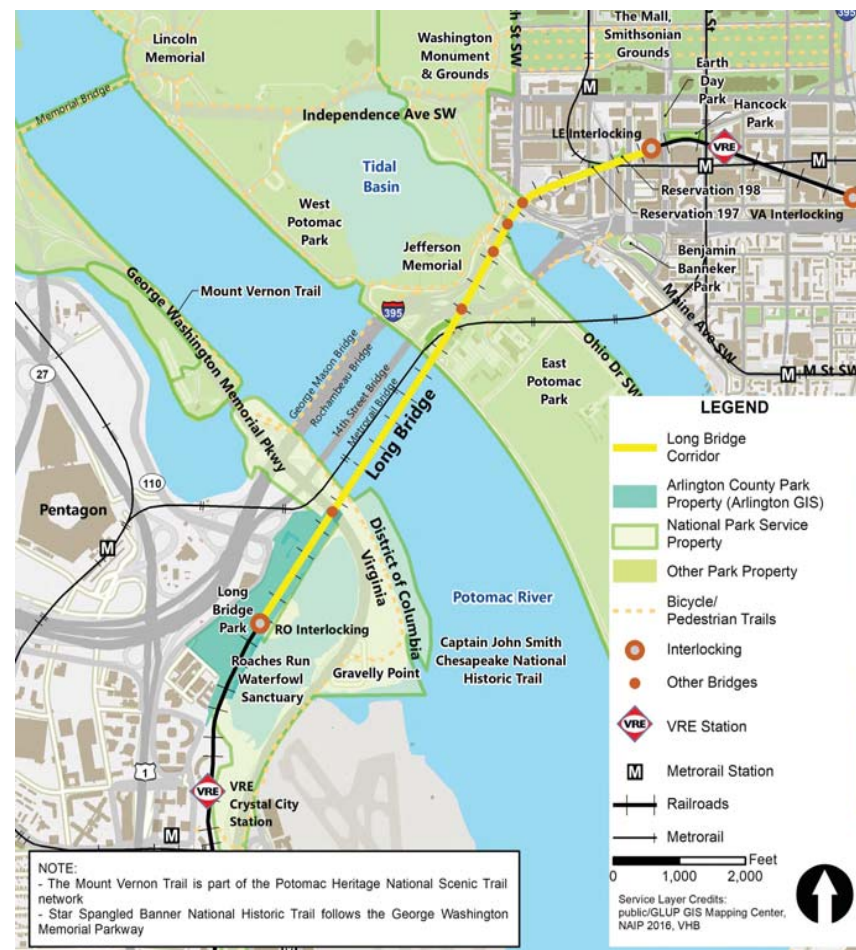 Lincoln
Memorial
Washington
Monument
& Grounds
th St SW
The Mall,
Smithsonian
Grounds
St
395
M
Earth
Day
Park
Hancock
Park
Memorial Bridge
Independence Ave SW
LE Interlocking
VRE
M
M
Tidal
Basin
West
Potomac
Park
Reservation 198
Reservation 197
VA Interlocking
Jefferson
Memorial
Benjamin
Banneker
Park
Mount Vernon Trail
George Washington Memorial Pkwy
395
Maine Ave SW
George Mason Bridge
Rochambeau Bridge
14th Street Bridge
Metrorail Bridge
Long Bridge
Ohio Dr SW
M St SW
M
East
Potomac
Park
27
110
Pentagon
M
District of Columbia
Virginia
Long
Bridge
Park
RO Interlocking
Potomac River
Roaches Run
Waterfowl
Sanctuary
Gravelly Point
Captain John Smith
Chesapeake National
Historic Trail
1
VRE
VRE
Crystal City
Station
M
LEGEND
Long Bridge
Corridor
Arlington County Park
Property (Arlington GIS)
National Park Service
Property
Other Park Property
Bicycle/
Pedestrian Trails
Interlocking
Other Bridges
VRE
VRE Station
M
Metrorail Station
Railroads
Metrorail
Feet
0 1,000 2,000
Service Layer Credits:
public/GLUP GIS Mapping Center,
NAIP 2016, VHB
NOTE:
- The Mount Vernon Trail is part of the Potomac Heritage National Scenic Trail
network
- Star Spangled Banner National Historic Trail follows the George Washington
Memorial Parkway